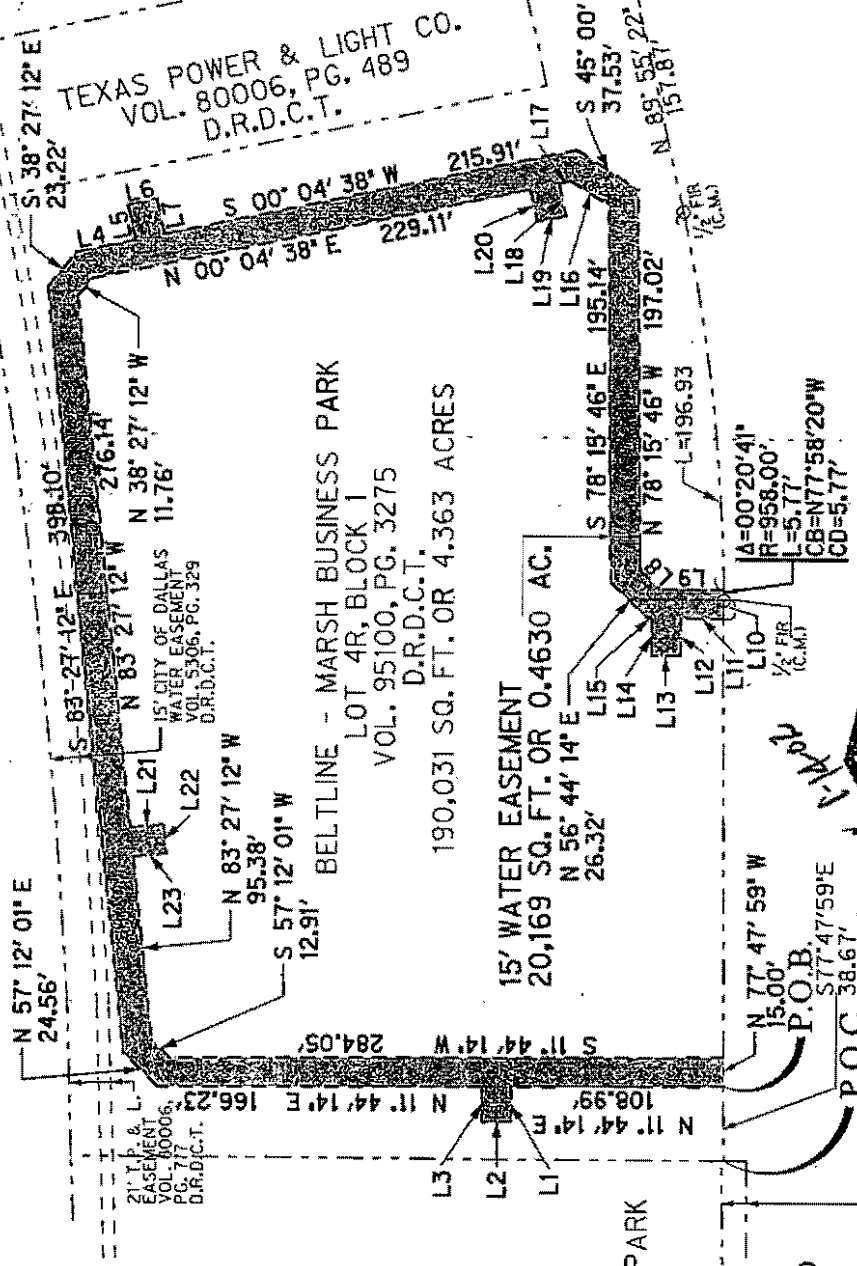 TEXAS POWER & LIGHT CO.
VOL. 80006, PG. 489
D.R.D.C.T.
S 38° 27' 12" E
23.22'
L4
L5
L6
L7
S 00° 04' 38" W
215.91'
N 00° 04' 38" E
229.11'
L17
S 45° 00'
37.53'
N 89° 55' 22"
157.87'
1/2" FIR
(C.M.)
L20
L18
L19
L16
S 83° 27' 12" E
398.10'
N 83° 27' 12" W
276.14'
N 38° 27' 12" W
11.76'
15' CITY OF DALLAS
WATER EASEMENT
VOL. 5306, PG. 329
D.R.D.C.T.
BELTLINE - MARSH BUSINESS PARK
LOT 4R, BLOCK 1
VOL. 95100, PG. 3275
D.R.D.C.T.
190,031 SQ. FT. OR 4.363 ACRES
S 78° 15' 46" E
195.14'
N 78° 15' 46" W
197.02'
L=196.93
Δ=00°20'41"
R=958.00'
L=5.77'
CB=N77°58'20"W
CD=5.77'
L8
L9
L10
1/2" FIR
(C.M.)
L11
L12
L13
L14
L15
15' WATER EASEMENT
20,169 SQ. FT. OR 0.4630 AC.
N 56° 44' 14" E
26.32'
L21
L22
L23
N 83° 27' 12" W
95.38'
S 57° 12' 01" W
12.91'
N 57° 12' 01" E
24.56'
21' T.P. & L.
EASEMENT
VOL. 80006,
PG. 717
D.R.D.C.T.
S 11° 44' 14" W
284.05'
N 11° 44' 14" E
166.23'
N 11° 44' 14" E
108.99'
L3
L2
L1
N 77° 47' 59" W
15.00'
P.O.B.
S77°47'59"E
38.67'
P.O.C.
PARK